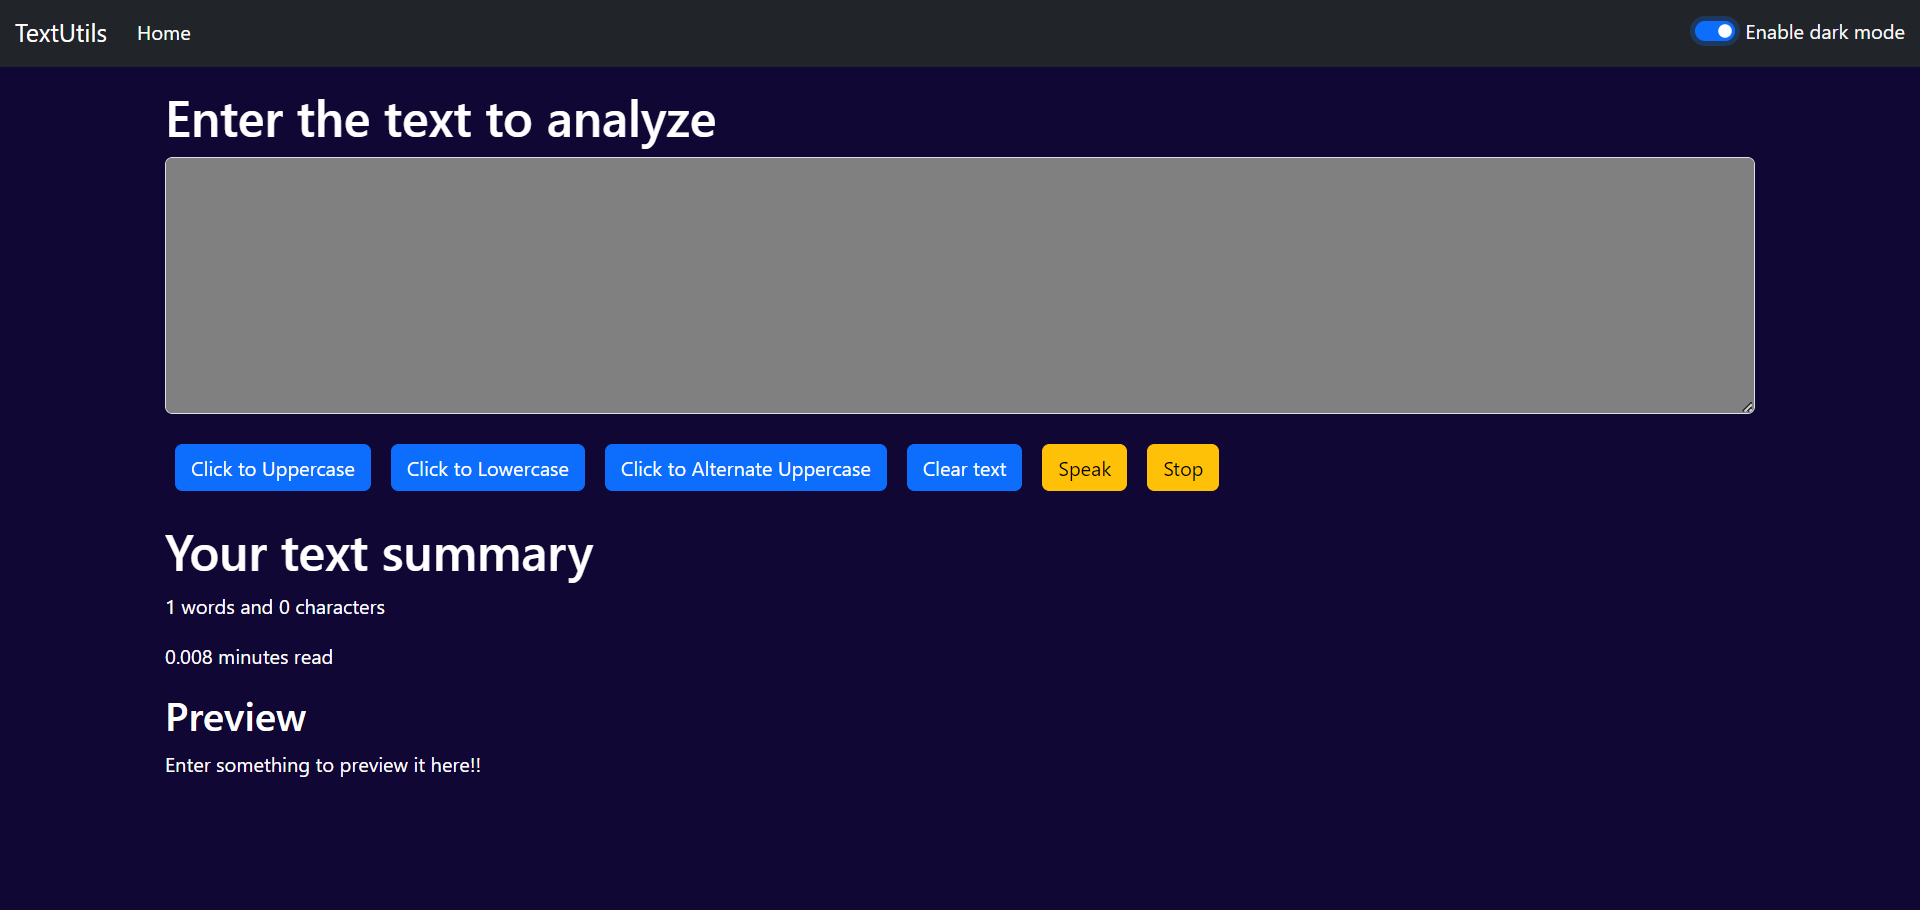 TextUtils Home Enable dark mode
Enter the text to analyze
Click to Uppercase Click to Lowercase Click to Alternate Uppercase Clear text Speak Stop
Your text summary
1 words and 0 characters
0.008 minutes read
Preview
Enter something to preview it here!!